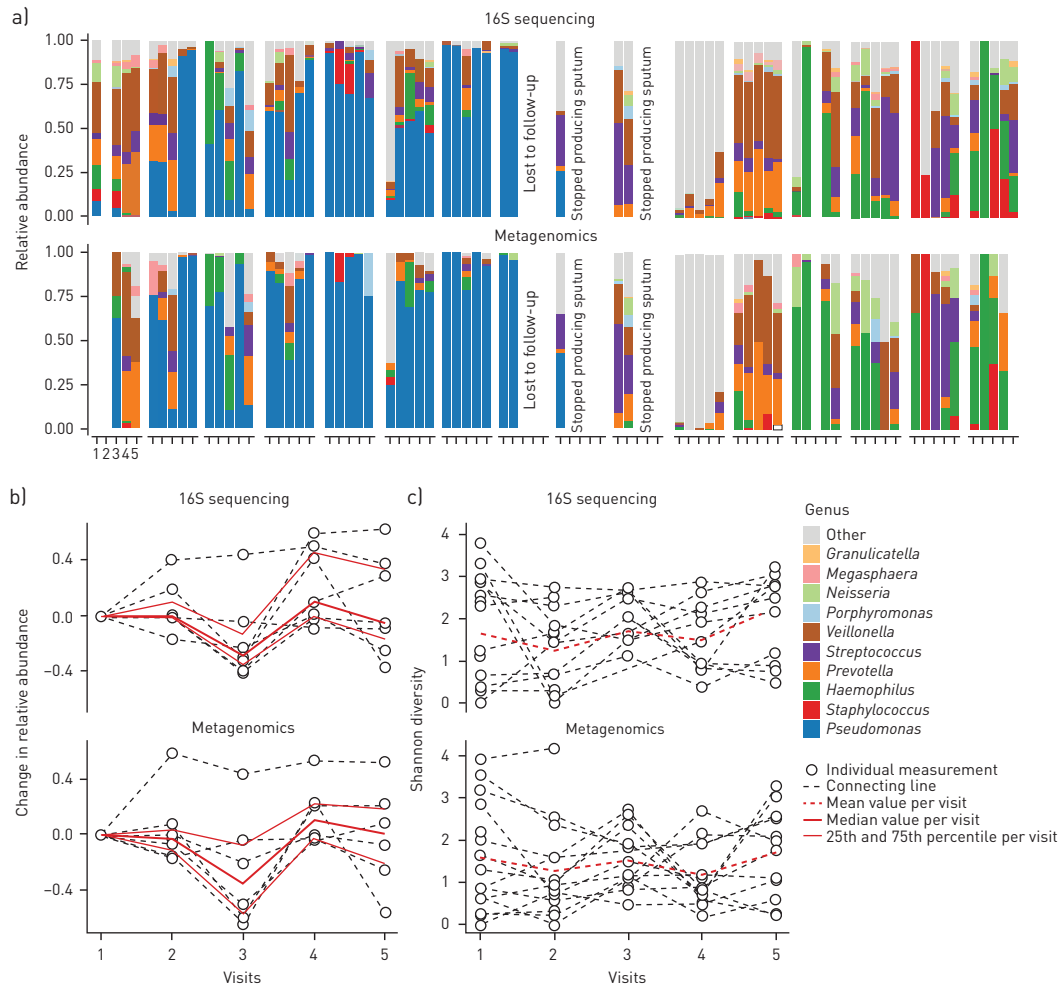 a)
16S sequencing
1.00
0.75
0.50
0.25
0.00
Lost to follow-up
Stopped producing sputum
Stopped producing sputum
Relative abundance
Metagenomics
1.00
0.75
0.50
0.25
0.00
Lost to follow-up
Stopped producing sputum
Stopped producing sputum
1 2 3 4 5
b)
16S sequencing
0.4
0.0
−0.4
Change in relative abundance
Metagenomics
0.4
0.0
−0.4
1 2 3 4 5
Visits
c)
16S sequencing
4
3
2
1
0
Shannon diversity
Metagenomics
4
3
2
1
0
1 2 3 4 5
Visits
Genus
Other
Granulicatella
Megasphaera
Neisseria
Porphyromonas
Veillonella
Streptococcus
Prevotella
Haemophilus
Staphylococcus
Pseudomonas
Individual measurement
Connecting line
Mean value per visit
Median value per visit
25th and 75th percentile per visit